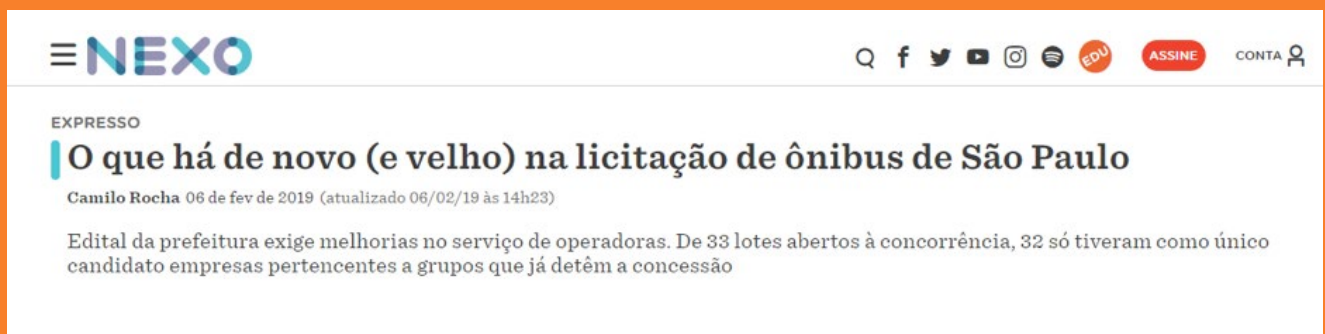 NEXO
EDU ASSINE CONTA
EXPRESSO
O que há de novo (e velho) na licitação de ônibus de São Paulo
Camilo Rocha 06 de fev de 2019 (atualizado 06/02/19 às 14h23)
Edital da prefeitura exige melhorias no serviço de operadoras. De 33 lotes abertos à concorrência, 32 só tiveram como único
candidato empresas pertencentes a grupos que já detêm a concessão